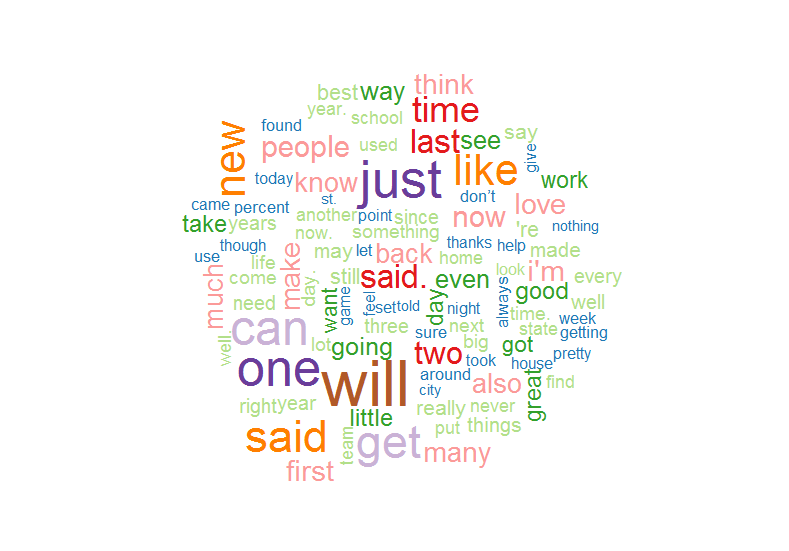 think
best
way
year.
time
school
found
new
people
used
last
see
say
give
just
like
today
know
work
st.
don't
came
percent
love
take
years
another
point
since
now
're
nothing
now.
something
though
may
let
back
thanks
help
made
use
life
home
come
much
make
day.
still
said.
even
look
i'm
every
need
want
game
feel
set
told
day
night
always
good
well
can
three
sure
next
time.
state
week
getting
well.
lot
going
two
big
got
pretty
one
will
took
house
around
city
also
great
find
right
year
little
really
never
said
team
get
put
things
many
first